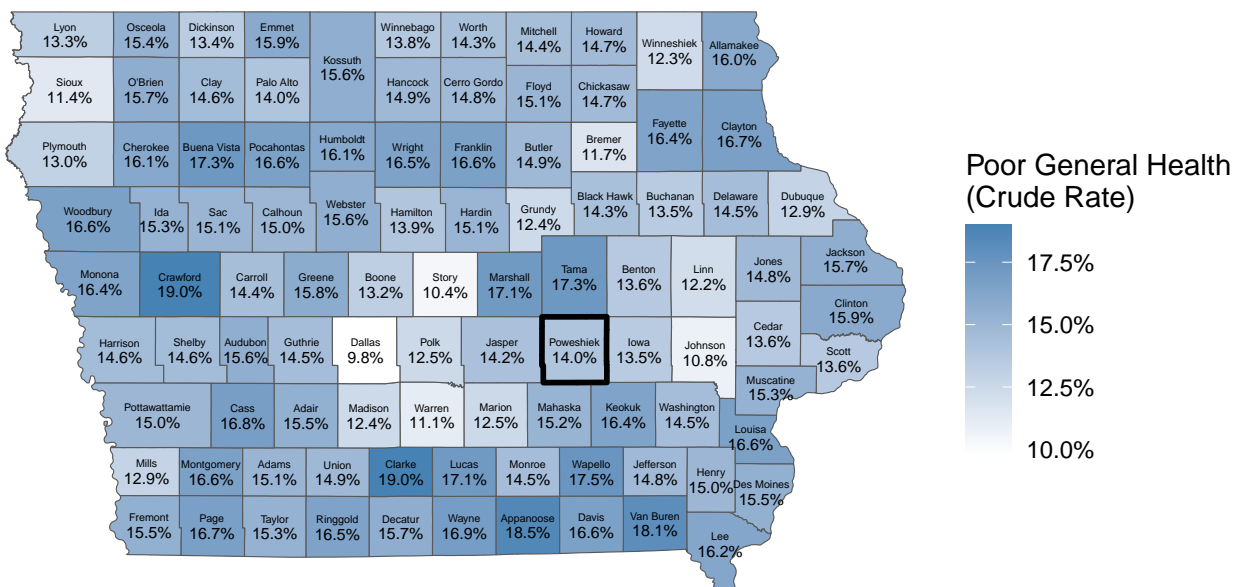 Lyon
13.3%
Osceola
15.4%
Dickinson
13.4%
Emmet
15.9%
Kossuth
15.6%
Winnebago
13.8%
Worth
14.3%
Mitchell
14.4%
Howard
14.7%
Winneshiek
12.3%
Allamakee
16.0%
Sioux
11.4%
O'Brien
15.7%
Clay
14.6%
Palo Alto
14.0%
Hancock
14.9%
Cerro Gordo
14.8%
Floyd
15.1%
Chickasaw
14.7%
Fayette
16.4%
Clayton
16.7%
Plymouth
13.0%
Cherokee
16.1%
Buena Vista
17.3%
Pocahontas
16.6%
Humboldt
16.1%
Wright
16.5%
Franklin
16.6%
Butler
14.9%
Bremer
11.7%
Woodbury
16.6%
Ida
15.3%
Sac
15.1%
Calhoun
15.0%
Webster
15.6%
Hamilton
13.9%
Hardin
15.1%
Grundy
12.4%
Black Hawk
14.3%
Buchanan
13.5%
Delaware
14.5%
Dubuque
12.9%
Monona
16.4%
Crawford
19.0%
Carroll
14.4%
Greene
15.8%
Boone
13.2%
Story
10.4%
Marshall
17.1%
Tama
17.3%
Benton
13.6%
Linn
12.2%
Jones
14.8%
Jackson
15.7%
Clinton
15.9%
Harrison
14.6%
Shelby
14.6%
Audubon
15.6%
Guthrie
14.5%
Dallas
9.8%
Polk
12.5%
Jasper
14.2%
Poweshiek
14.0%
Iowa
13.5%
Johnson
10.8%
Cedar
13.6%
Scott
13.6%
Muscatine
15.3%
Pottawattamie
15.0%
Cass
16.8%
Adair
15.5%
Madison
12.4%
Warren
11.1%
Marion
12.5%
Mahaska
15.2%
Keokuk
16.4%
Washington
14.5%
Louisa
16.6%
Mills
12.9%
Montgomery
16.6%
Adams
15.1%
Union
14.9%
Clarke
19.0%
Lucas
17.1%
Monroe
14.5%
Wapello
17.5%
Jefferson
14.8%
Henry
15.0%
Des Moines
15.5%
Fremont
15.5%
Page
16.7%
Taylor
15.3%
Ringgold
16.5%
Decatur
15.7%
Wayne
16.9%
Appanoose
18.5%
Davis
16.6%
Van Buren
18.1%
Lee
16.2%
Poor General Health
(Crude Rate)
17.5%
15.0%
12.5%
10.0%